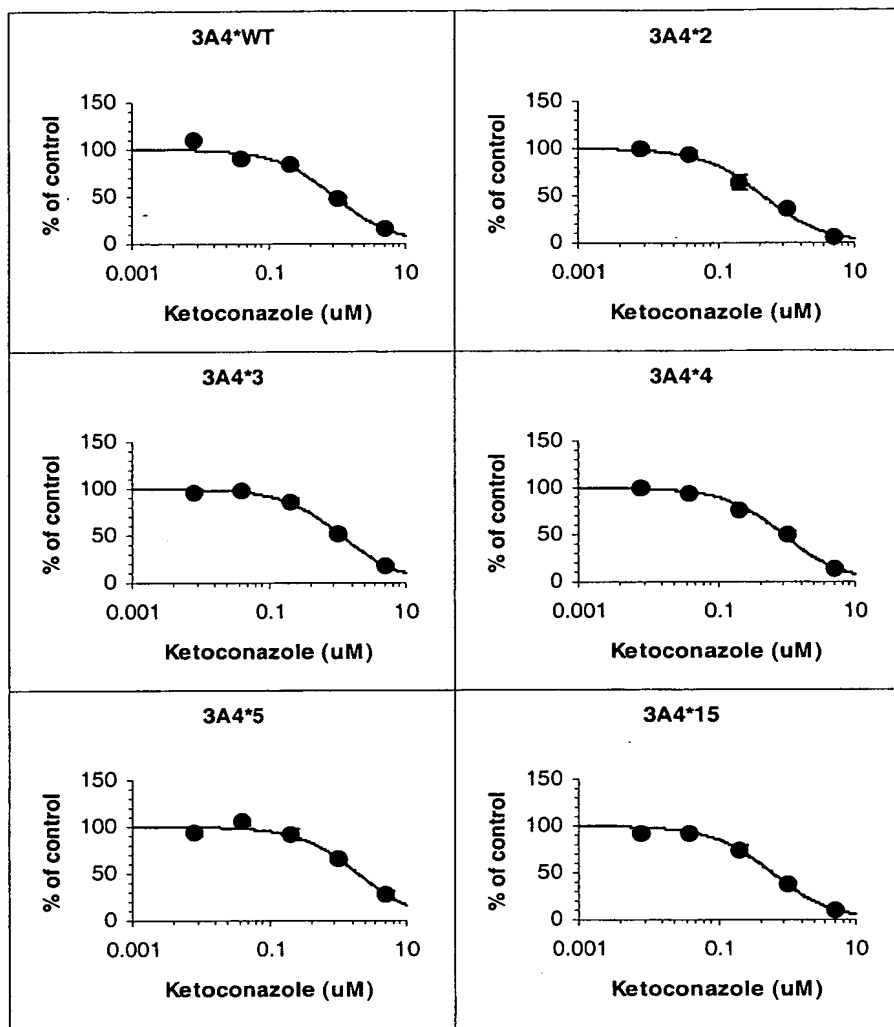 3A4*WT
% of control
150
100
50
0
0.001 0.1 10
Ketoconazole (uM)
3A4*2
% of control
150
100
50
0
0.001 0.1 10
Ketoconazole (uM)
3A4*3
% of control
150
100
50
0
0.001 0.1 10
Ketoconazole (uM)
3A4*4
% of control
150
100
50
0
0.001 0.1 10
Ketoconazole (uM)
3A4*5
% of control
150
100
50
0
0.001 0.1 10
Ketoconazole (uM)
3A4*15
% of control
150
100
50
0
0.001 0.1 10
Ketoconazole (uM)